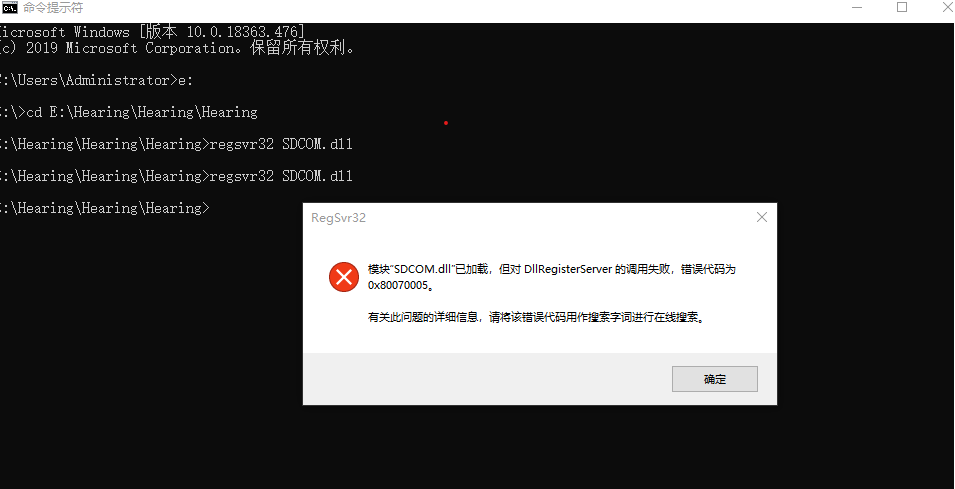 命令提示符
icrosoft Windows [版本 10.0.18363.476]
(c) 2019 Microsoft Corporation。保留所有权利。
:\Users\Administrator>e:
:\>cd E:\Hearing\Hearing\Hearing
:\Hearing\Hearing\Hearing>regsvr32 SDCOM.dll
:\Hearing\Hearing\Hearing>regsvr32 SDCOM.dll
:\Hearing\Hearing\Hearing>
RegSvr32
模块"SDCOM.dll"已加载，但对 DllRegisterServer 的调用失败，错误代码为
0x80070005。
有关此问题的详细信息，请将该错误代码用作搜索字词进行在线搜索。
确定